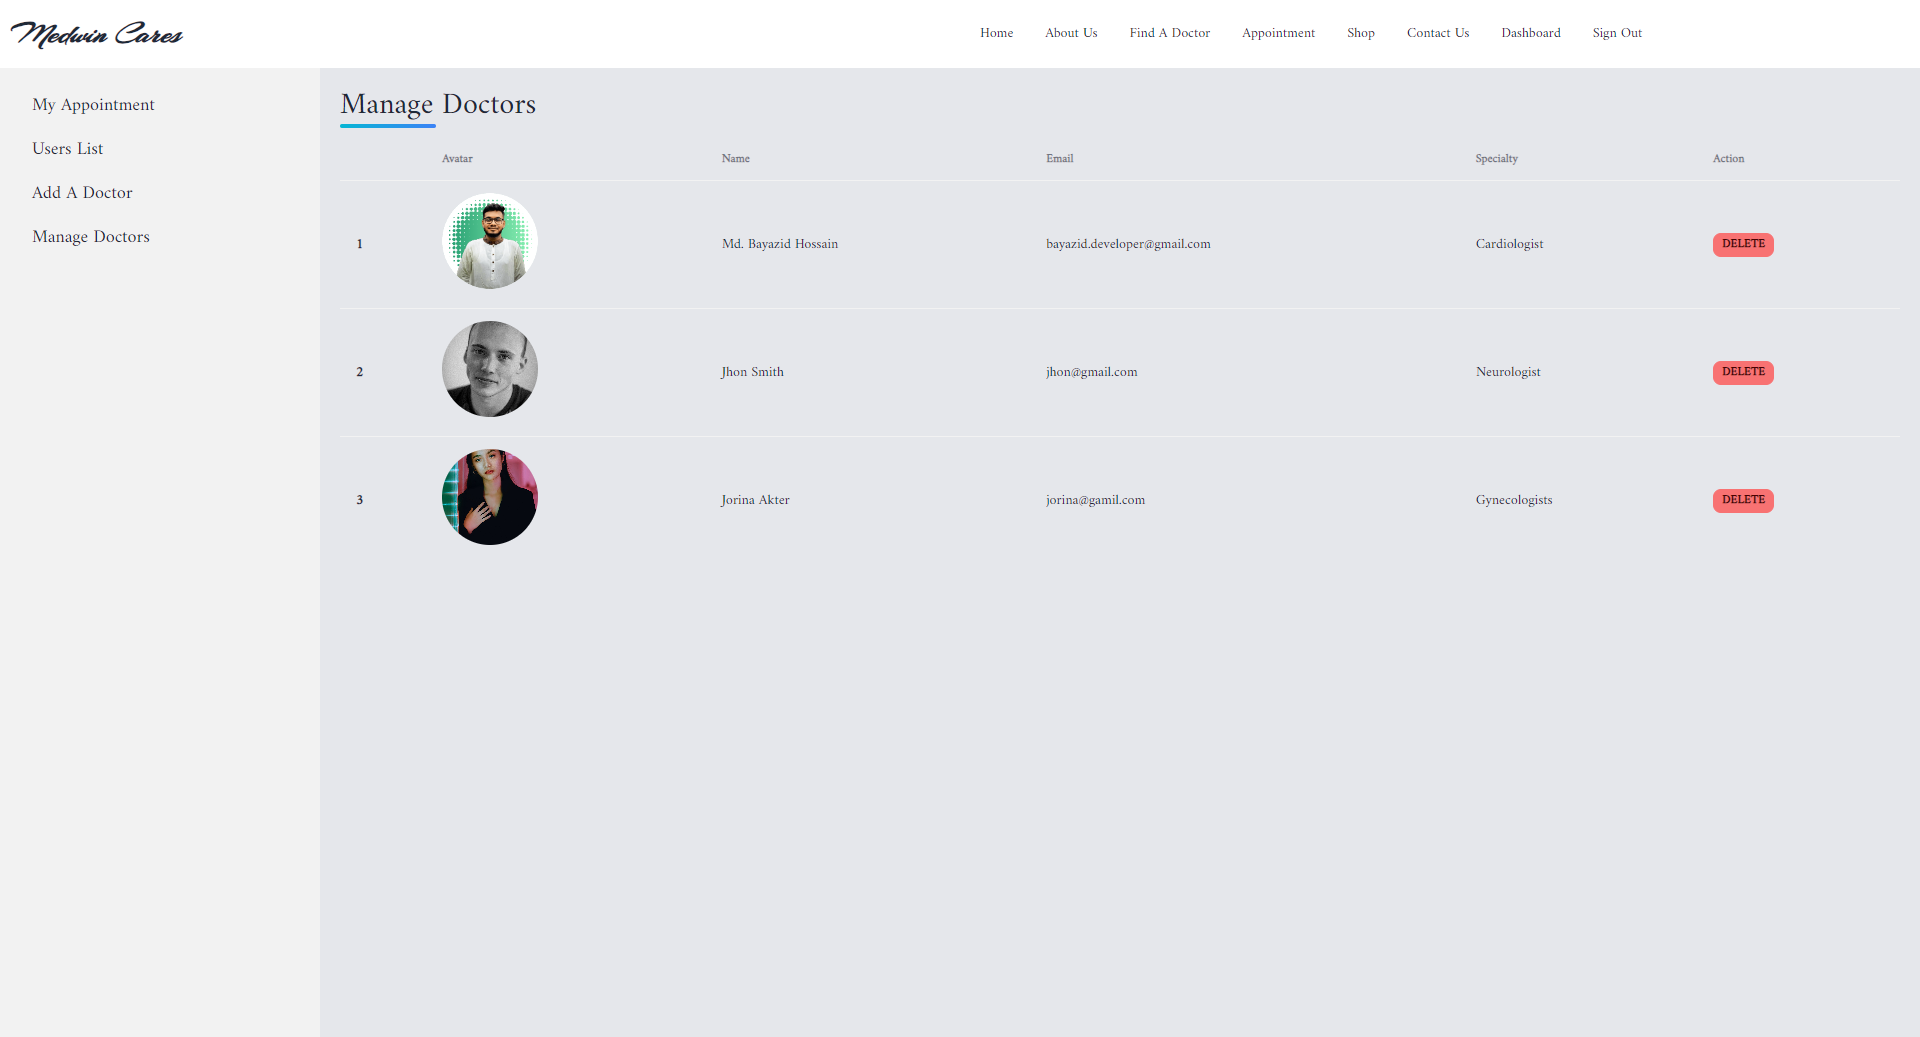 Medwin Cares
Home About Us Find A Doctor Appointment Shop Contact Us Dashboard Sign Out
My Appointment
Users List
Add A Doctor
Manage Doctors
Manage Doctors
Avatar Name Email Specialty Action
1 Md. Bayazid Hossain bayazid.developer@gmail.com Cardiologist DELETE
2 Jhon Smith jhon@gmail.com Neurologist DELETE
3 Jorina Akter jorina@gamil.com Gynecologists DELETE